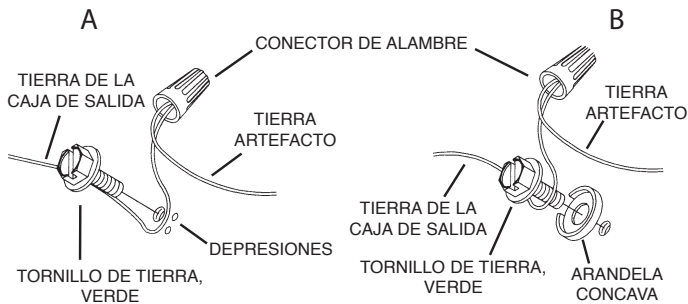 A
B
CONECTOR DE ALAMBRE
TIERRA DE LA
CAJA DE SALIDA
TIERRA
ARTEFACTO
DEPRESIONES
TORNILLO DE TIERRA,
VERDE
TIERRA
ARTEFACTO
TIERRA DE LA
CAJA DE SALIDA
TORNILLO DE TIERRA,
VERDE
ARANDELA
CONCAVA